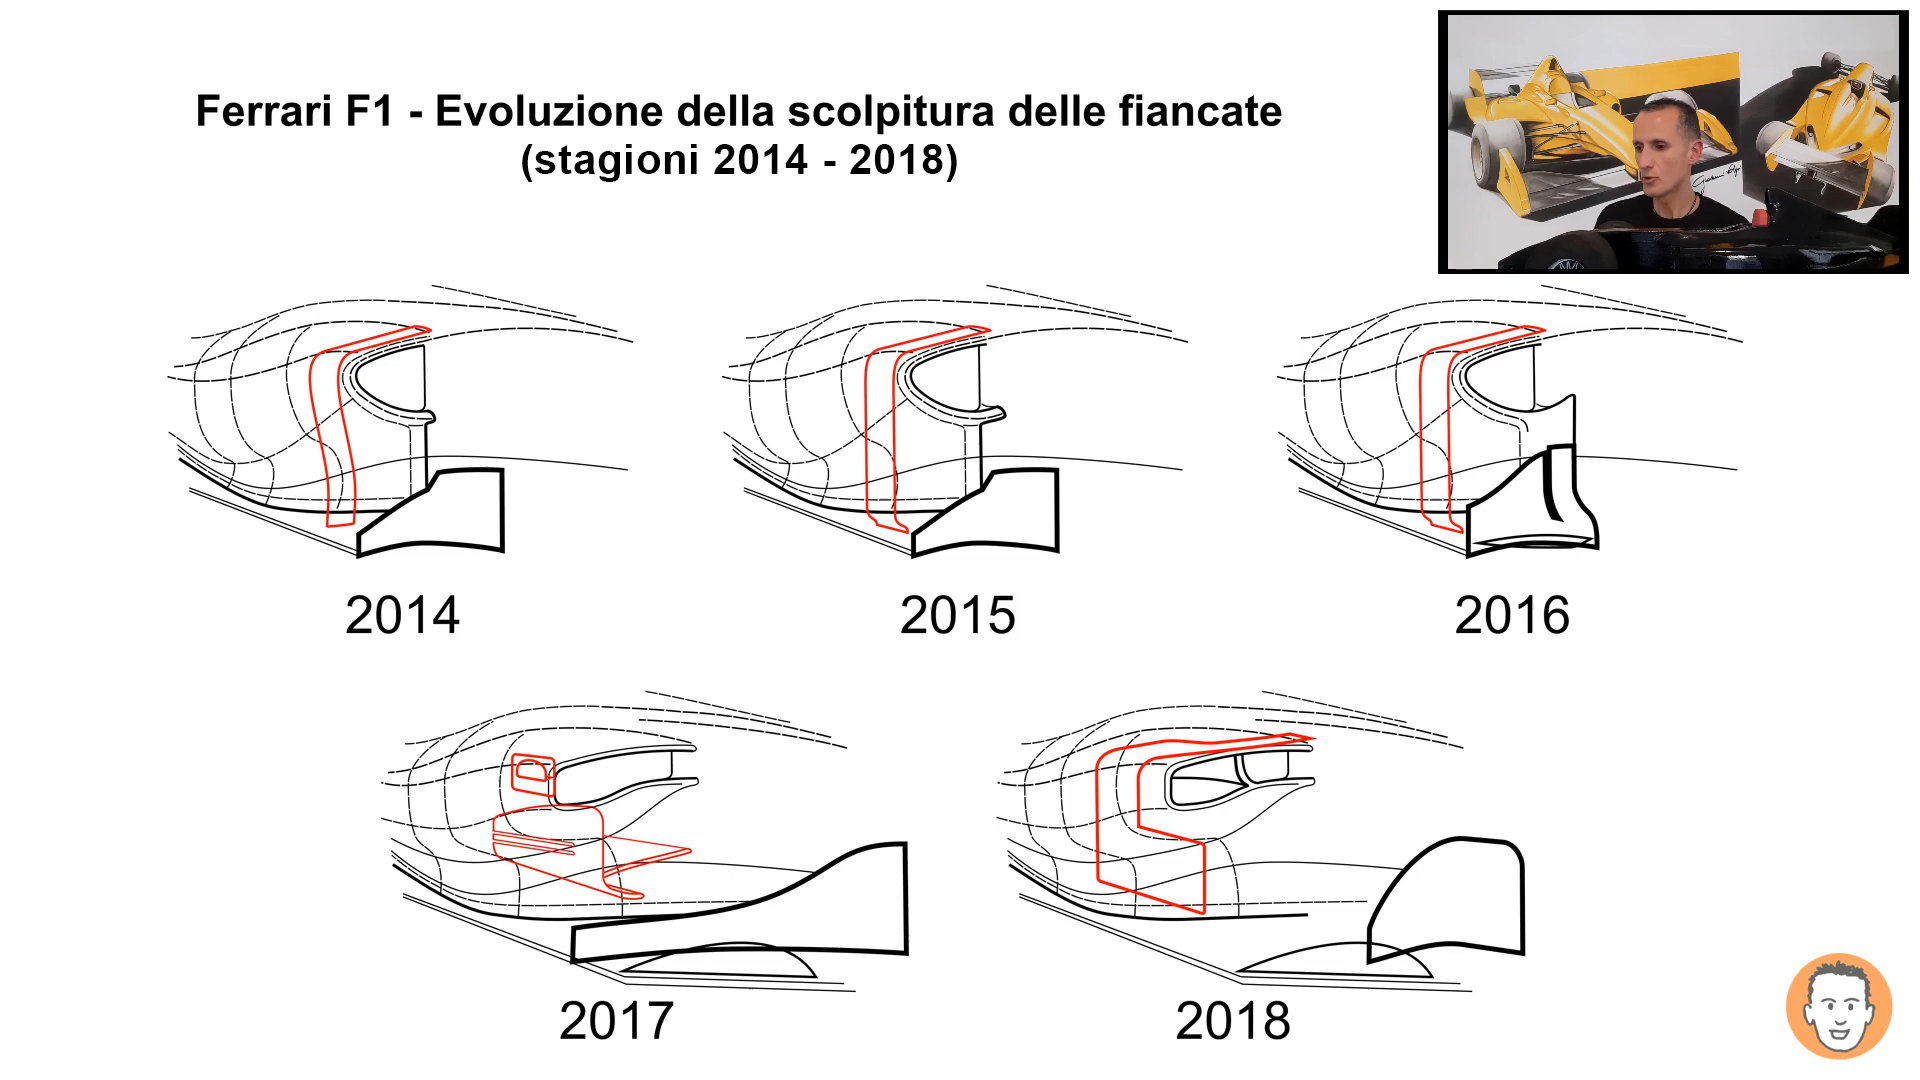 Ferrari F1 - Evoluzione della scolpitura delle fiancate
(stagioni 2014 - 2018)
2014
2015
2016
2017
2018